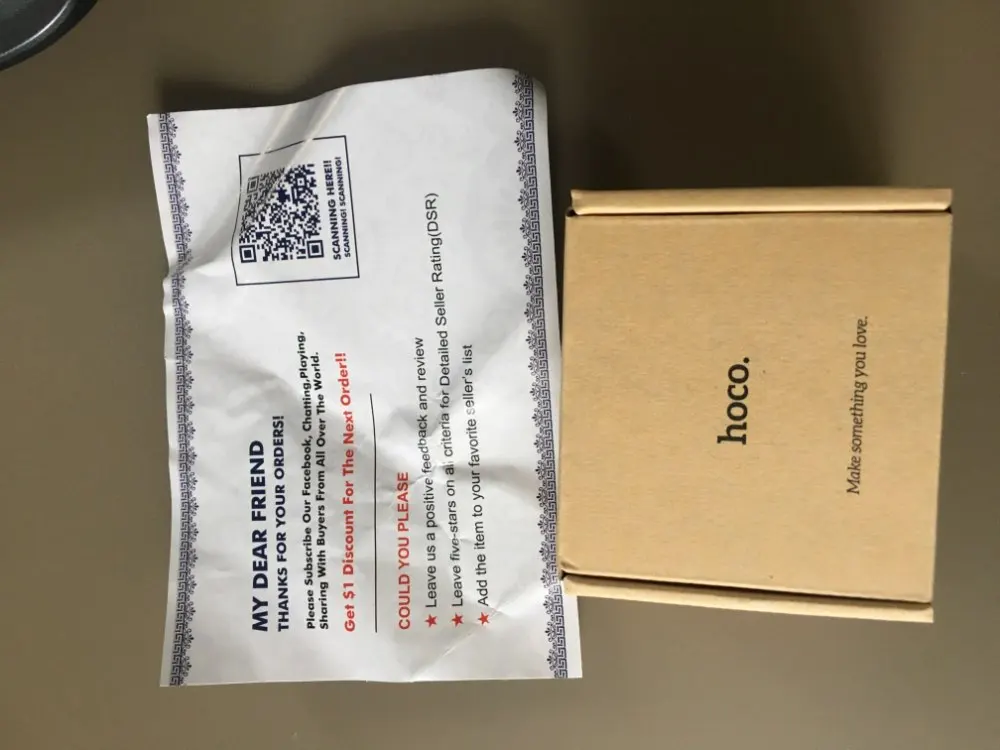 MY DEAR FRIEND
THANKS FOR YOUR ORDERS!
Please Subscribe Our Facebook, Chatting,Playing,
Sharing With Buyers From All Over The World.
Get $1 Discount For The Next Order!!
SCANNING HERE!!
SCANNING! SCANNING!
COULD YOU PLEASE
★ Leave us a positive feedback and review
★ Leave five-stars on all criteria for Detailed Seller Rating(DSR)
★ Add the item to your favorite seller's list
hoco.
Make something you love.